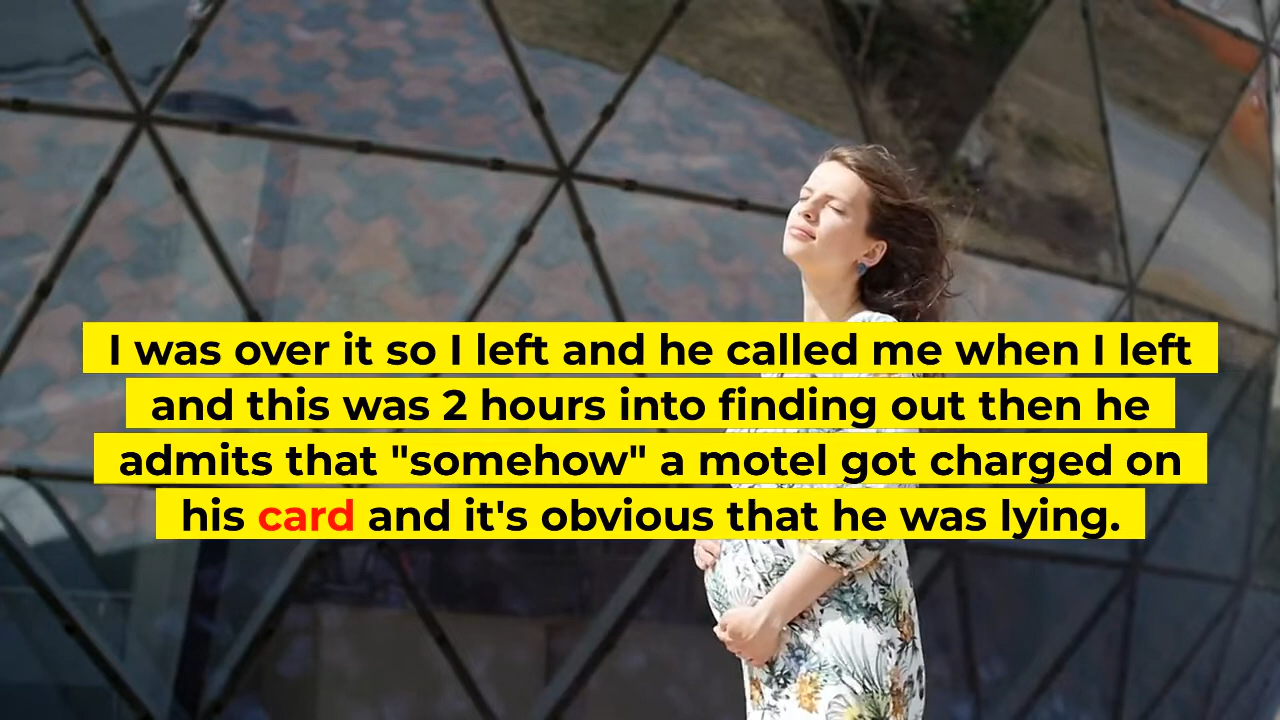 I was over it so I left and he called me when I left
and this was 2 hours into finding out then he
admits that "somehow" a motel got charged on
his card and it's obvious that he was lying.